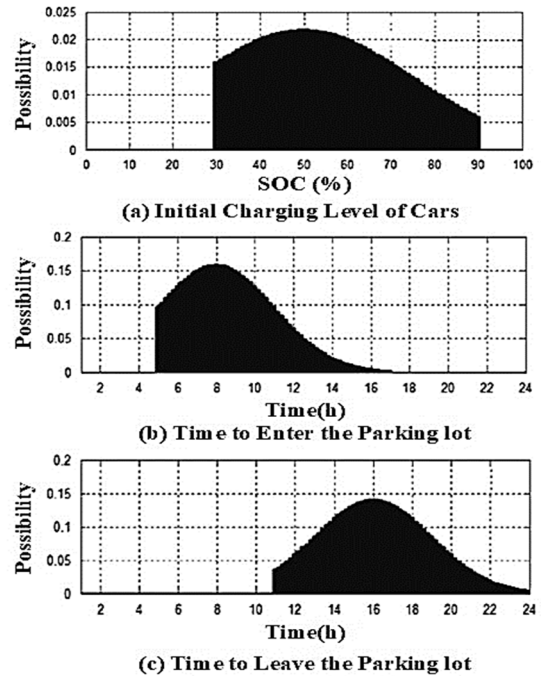 Possibility
0.025
0.02
0.015
0.01
0.005
0
0 10 20 30 40 50 60 70 80 90 100
SOC (%)
(a) Initial Charging Level of Cars
Possibility
0.2
0.15
0.1
0.05
0
2 4 6 8 10 12 14 16 18 20 22 24
Time(h)
(b) Time to Enter the Parking lot
Possibility
0.2
0.15
0.1
0.05
0
2 4 6 8 10 12 14 16 18 20 22 24
Time(h)
(c) Time to Leave the Parking lot